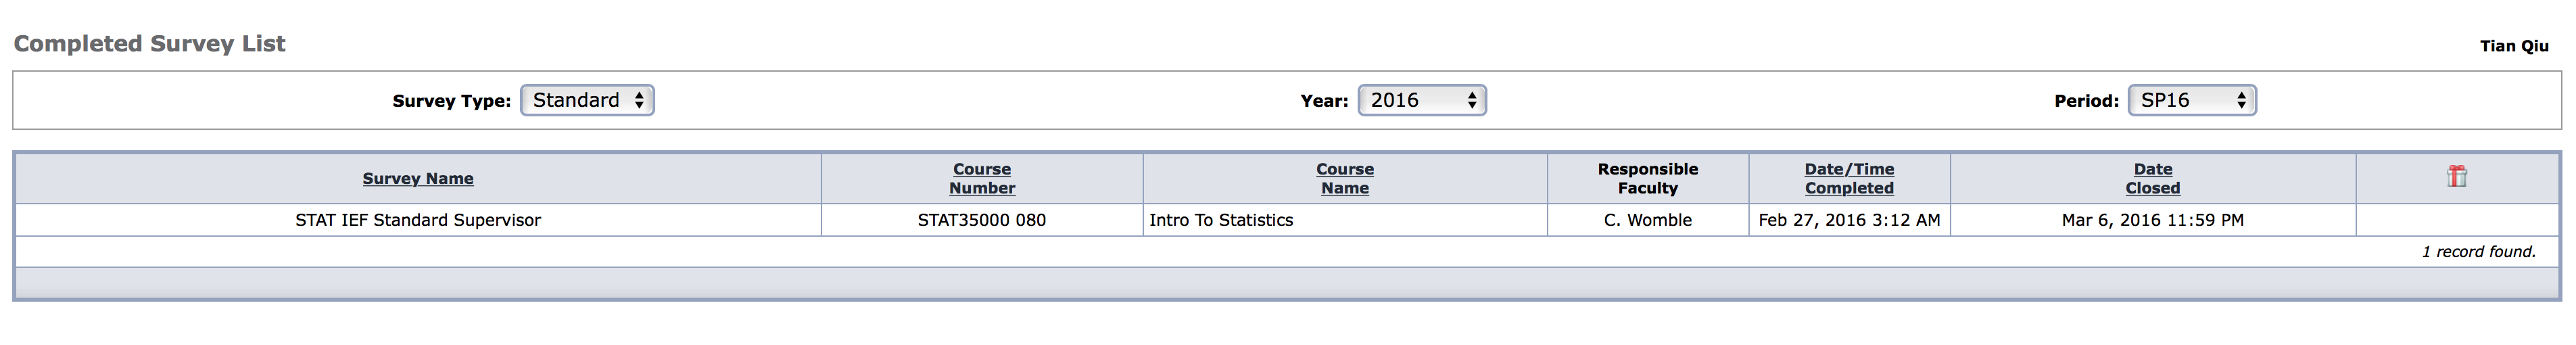 Completed Survey List
Tian Qiu
Survey Type: Standard Year: 2016 Period: SP16
Survey Name Course Number Course Name Responsible Faculty Date/Time Completed Date Closed
STAT IEF Standard Supervisor STAT35000 080 Intro To Statistics C. Womble Feb 27, 2016 3:12 AM Mar 6, 2016 11:59 PM
1 record found.